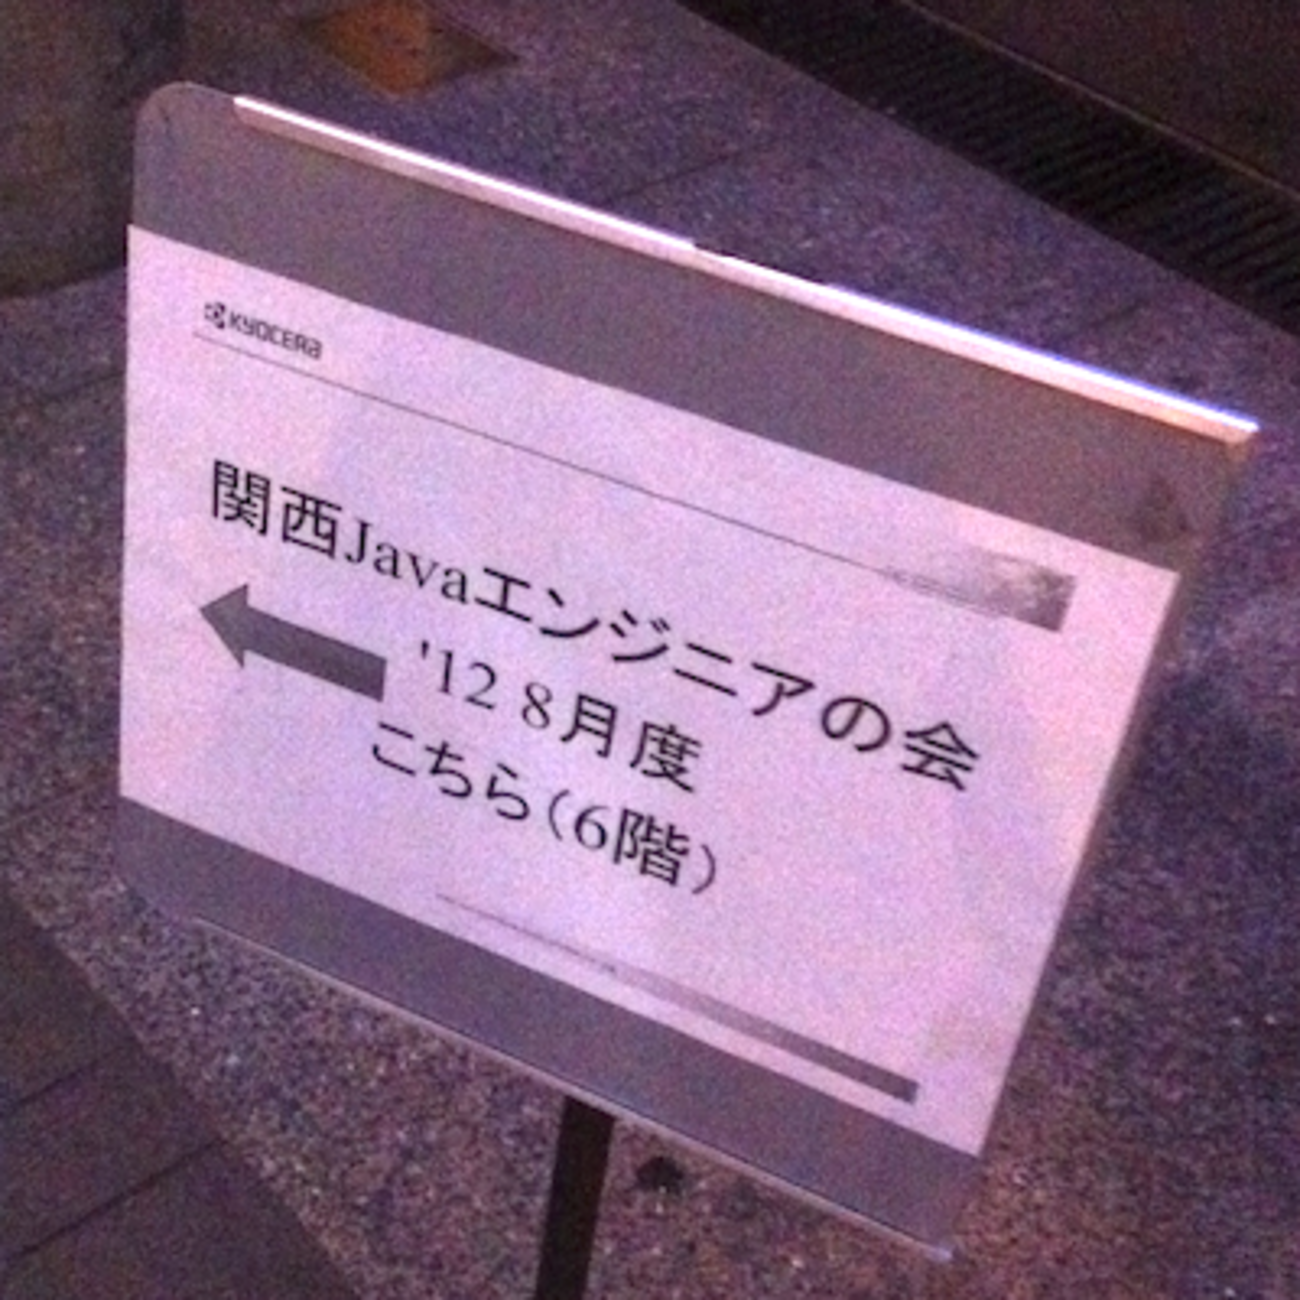 KYOCERA
関西Javaエンジニアの会
'12 8月度
こちら(6階)